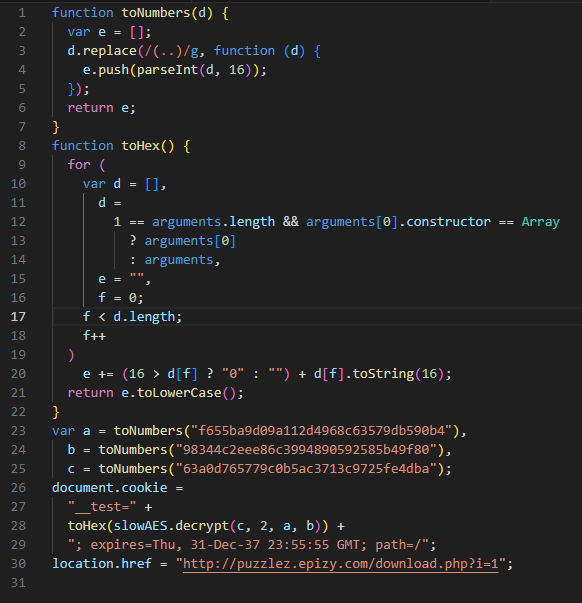 1 function toNumbers(d) {
2 var e = [];
3 d.replace(/(..)/g, function (d) {
4 e.push(parseInt(d, 16));
5 });
6 return e;
7 }
8 function toHex() {
9 for (
10 var d = [],
11 d =
12 1 == arguments.length && arguments[0].constructor == Array
13 ? arguments[0]
14 : arguments,
15 e = "",
16 f = 0;
17 f < d.length;
18 f++
19 )
20 e += (16 > d[f] ? "0" : "") + d[f].toString(16);
21 return e.toLowerCase();
22 }
23 var a = toNumbers("f655ba9d09a112d4968c63579db590b4"),
24 b = toNumbers("98344c2eee86c3994890592585b49f80"),
25 c = toNumbers("63a0d765779c0b5ac3713c9725fe4dba");
26 document.cookie =
27 "__test=" +
28 toHex(slowAES.decrypt(c, 2, a, b)) +
29 "; expires=Thu, 31-Dec-37 23:55:55 GMT; path=/";
30 location.href = "http://puzzlez.epizy.com/download.php?i=1";
31